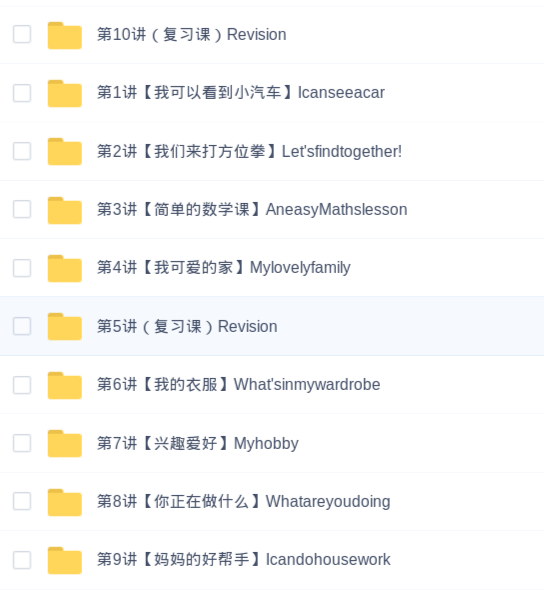 第10讲（复习课）Revision
第1讲【我可以看到小汽车】Icanseeacar
第2讲【我们来打方位拳】Let'sfindtogether!
第3讲【简单的数学课】AneasyMathslesson
第4讲【我可爱的家】Mylovelyfamily
第5讲（复习课）Revision
第6讲【我的衣服】What'sinmywardrobe
第7讲【兴趣爱好】Myhobby
第8讲【你正在做什么】Whatareyoudoing
第9讲【妈妈的好帮手】Icandohousework